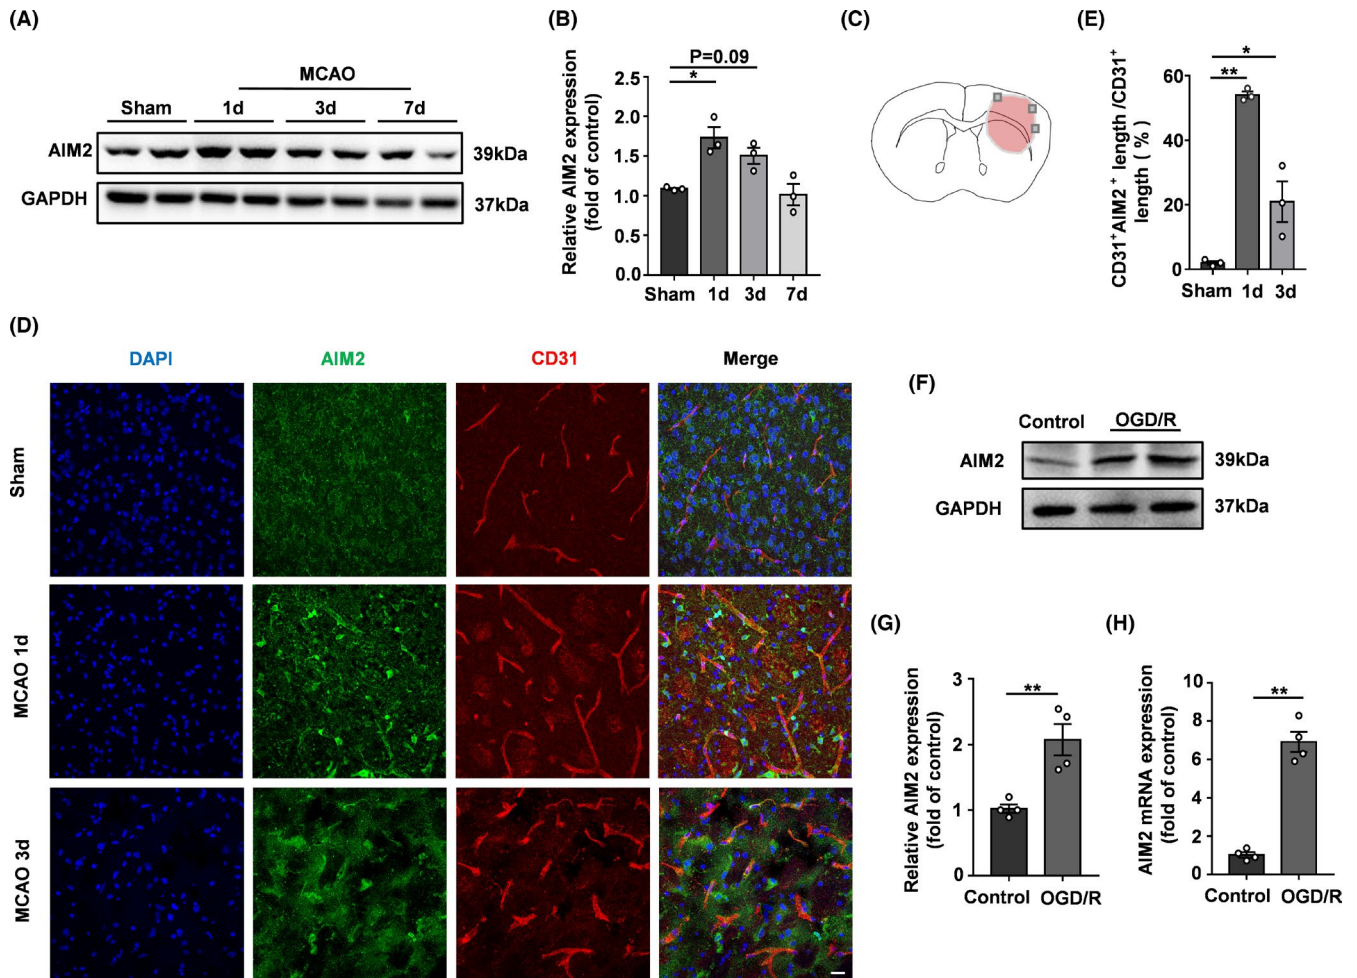 (A)
MCAO
Sham 1d 3d 7d
AIM2 39kDa
GAPDH 37kDa
(B)
P=0.09
*
Relative AIM2 expression
(fold of control)
2.5
2.0
1.5
1.0
0.5
0.0
Sham 1d 3d 7d
(C)
(E)
*
**
CD31+AIM2 + length /CD31+
length ( % )
60
40
20
0
Sham 1d 3d
(D)
DAPI AIM2 CD31 Merge
Sham
MCAO 1d
MCAO 3d
(F)
Control OGD/R
AIM2 39kDa
GAPDH 37kDa
(G)
**
Relative AIM2 expression
(fold of control)
3
2
1
0
Control OGD/R
(H)
**
AIM2 mRNA expression
(fold of control)
10
8
6
4
2
0
Control OGD/R